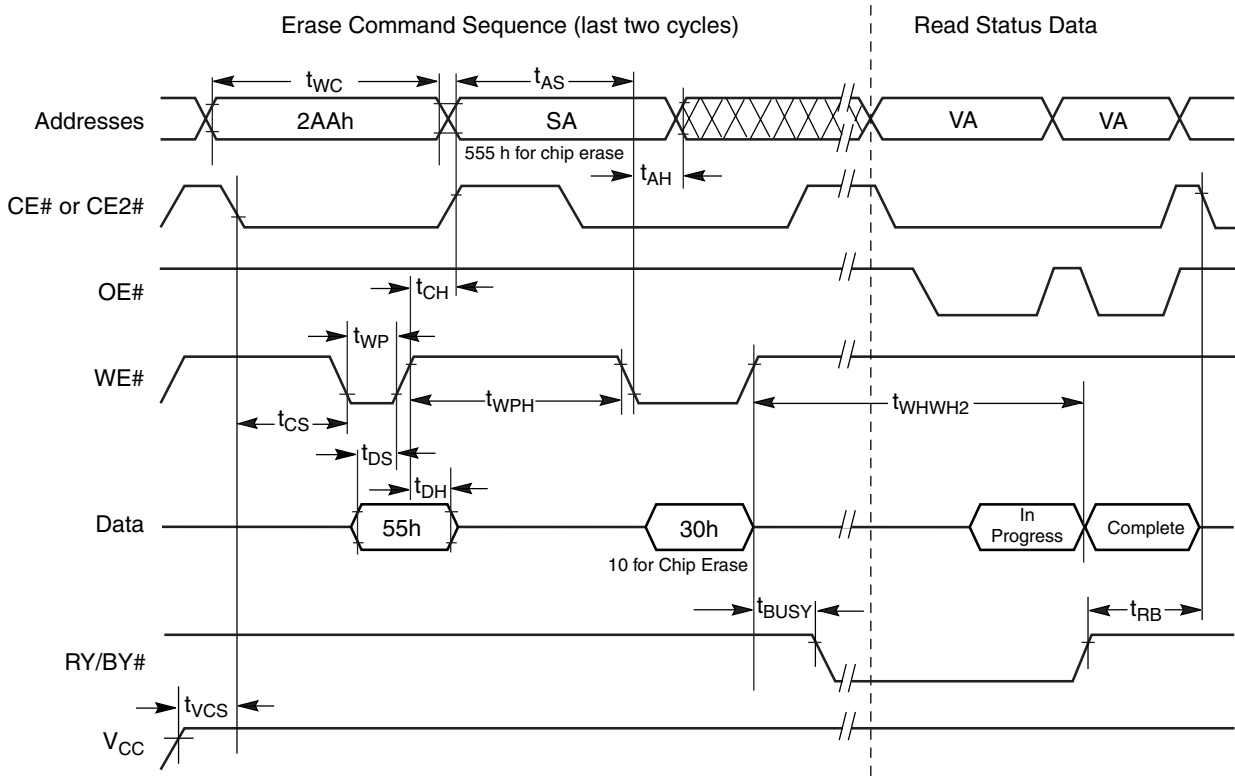 Erase Command Sequence (last two cycles)
Read Status Data
tWC
tAS
Addresses
2AAh
SA
VA
VA
555 h for chip erase
tAH
CE# or CE2#
OE#
tCH
tWP
WE#
tWPH
tWHWH2
tCS
tDS
tDH
Data
55h
30h
In
Progress
Complete
10 for Chip Erase
tBUSY
tRB
RY/BY#
tVCS
VCC